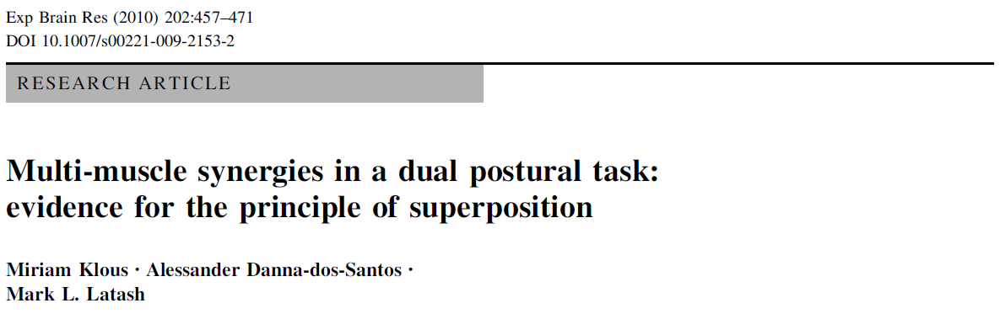 Exp Brain Res (2010) 202:457–471
DOI 10.1007/s00221-009-2153-2
RESEARCH ARTICLE
Multi-muscle synergies in a dual postural task:
evidence for the principle of superposition
Miriam Klous · Alessander Danna-dos-Santos ·
Mark L. Latash